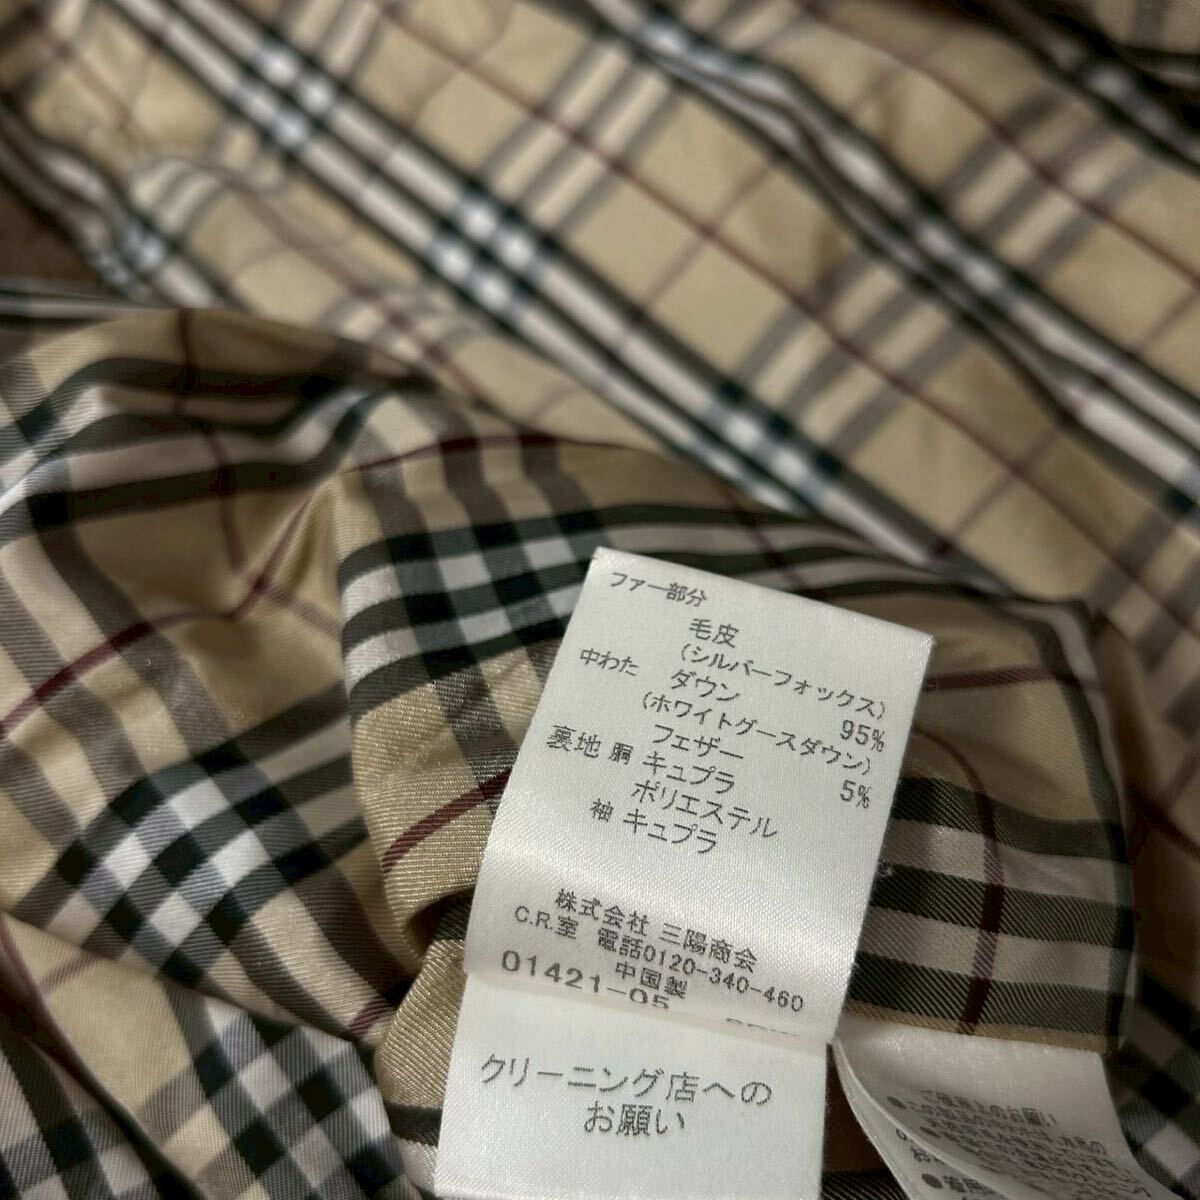 ファー部分
毛皮
(シルバーフォックス)
中わた ダウン 95%
(ホワイトグースダウン)
フェザー 5%
裏地 胴 キュプラ
ポリエステル
袖 キュプラ
株式会社 三陽商会
C.R.室 電話0120-340-460
中国製
01421-05
クリーニング店への
お願い